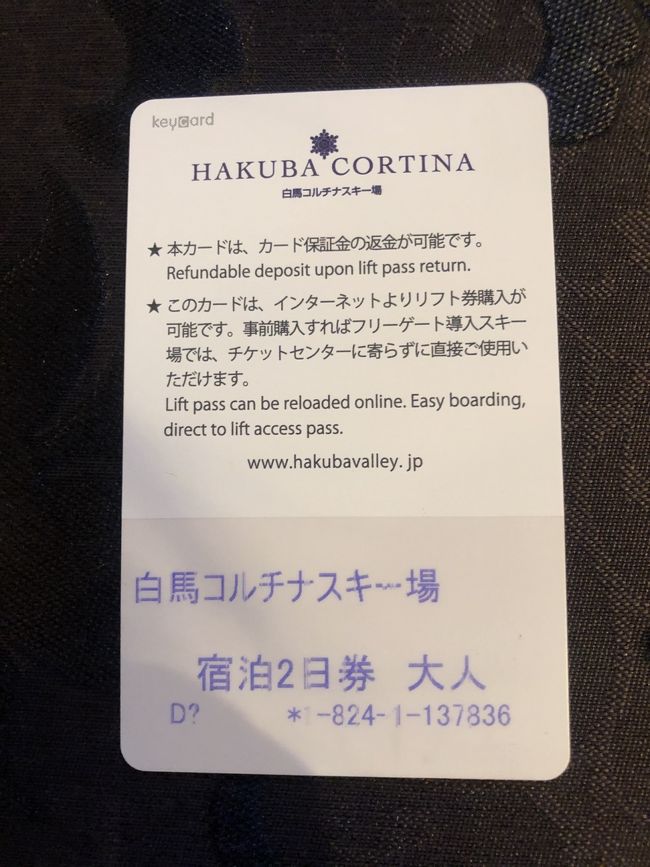 keycard
HAKUBA CORTINA
白馬コルチナスキー場
★ 本カードは、カード保証金の返金が可能です。
Refundable deposit upon lift pass return.
★ このカードは、インターネットよりリフト券購入が
可能です。事前購入すればフリーゲート導入スキー
場では、チケットセンターに寄らずに直接ご使用い
ただけます。
Lift pass can be reloaded online. Easy boarding,
direct to lift access pass.
www.hakubavalley. jp
白馬コルチナスキー場
宿泊2日券 大人
D? *1-824-1-137836